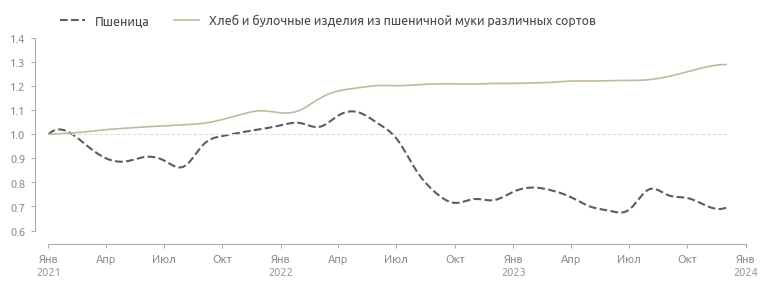 Пшеница
Хлеб и булочные изделия из пшеничной муки различных сортов
1.4
1.3
1.2
1.1
1.0
0.9
0.8
0.7
0.6
Янв Апр Июл Окт Янв Апр Июл Окт Янв Апр Июл Окт Янв
2021 2022 2023 2024